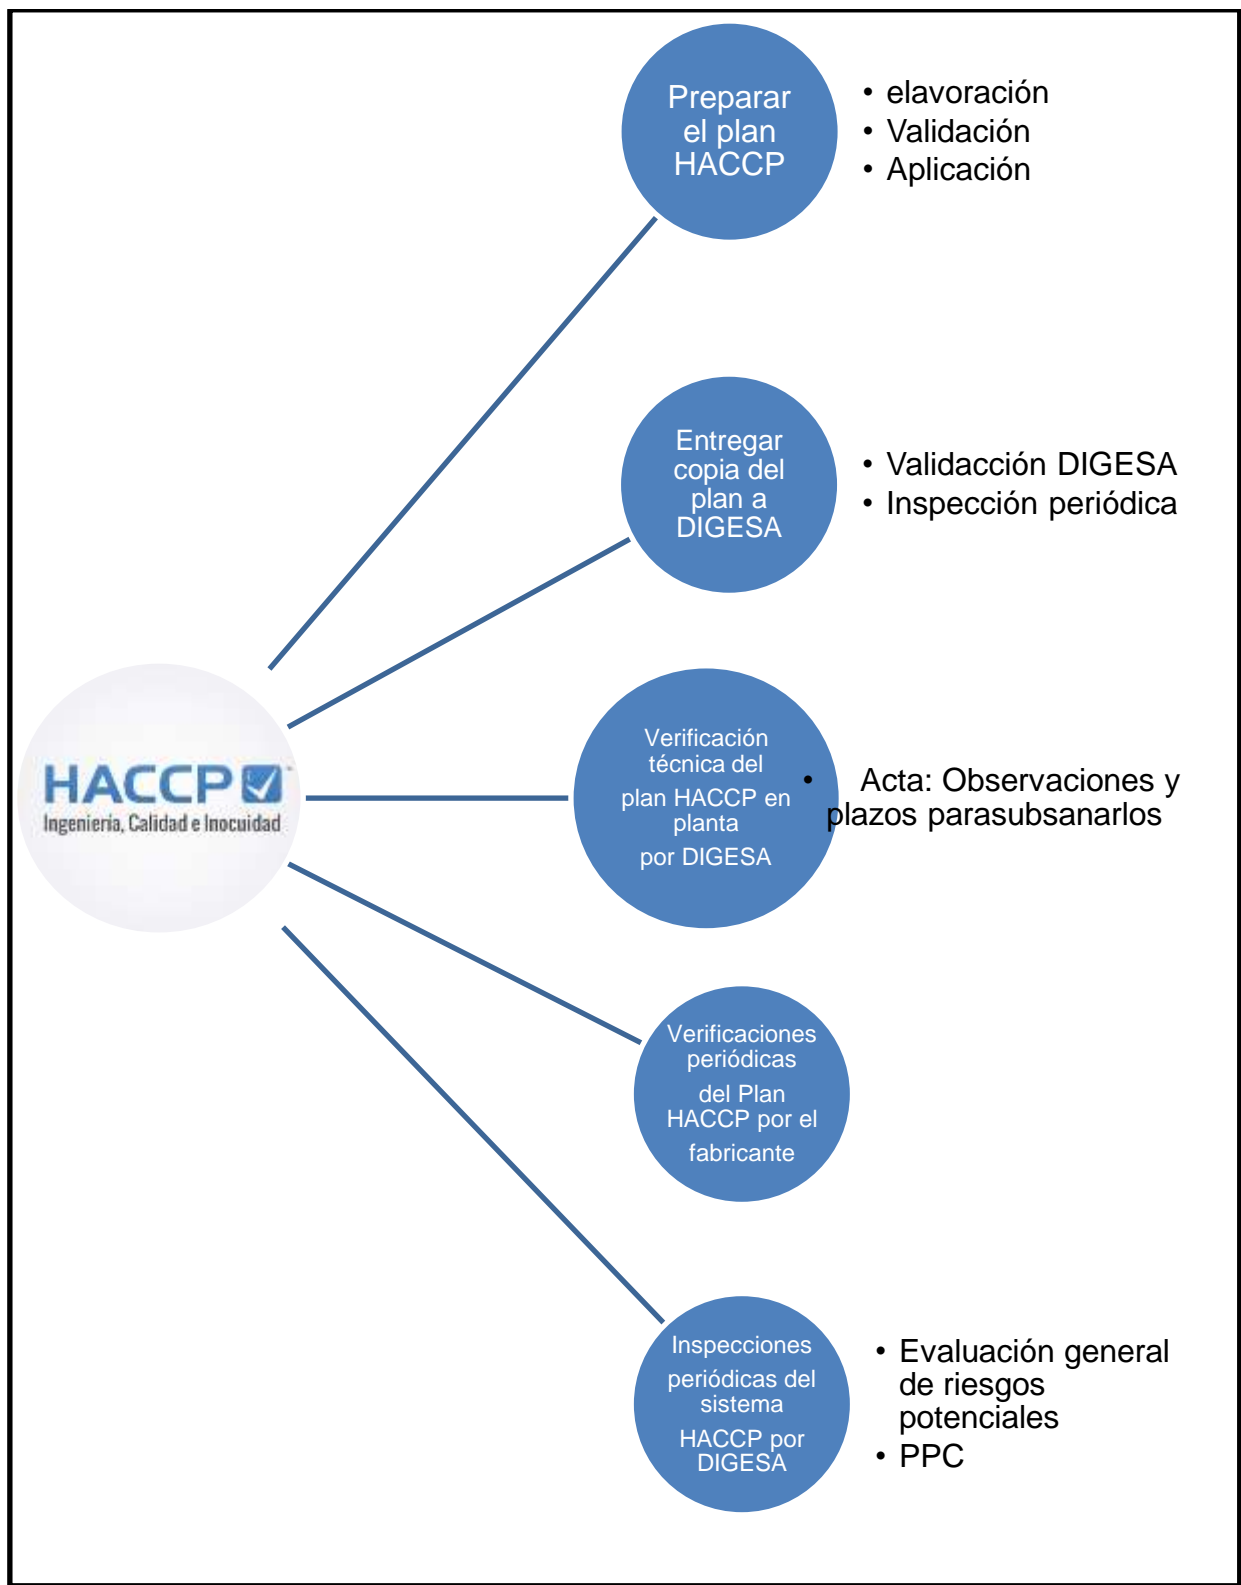 Preparar
el plan
HACCP
• elavoración
• Validación
• Aplicación
Entregar
copia del
plan a
DIGESA
• Validacción DIGESA
• Inspección periódica
HACCP
Ingeniería, Calidad e Inocuidad
Verificación
técnica del
plan HACCP en
planta
por DIGESA
• Acta: Observaciones y
plazos parasubsanarlos
Verificaciones
periódicas
del Plan
HACCP por el
fabricante
Inspecciones
periódicas del
sistema
HACCP por
DIGESA
• Evaluación general
de riesgos
potenciales
• PPC